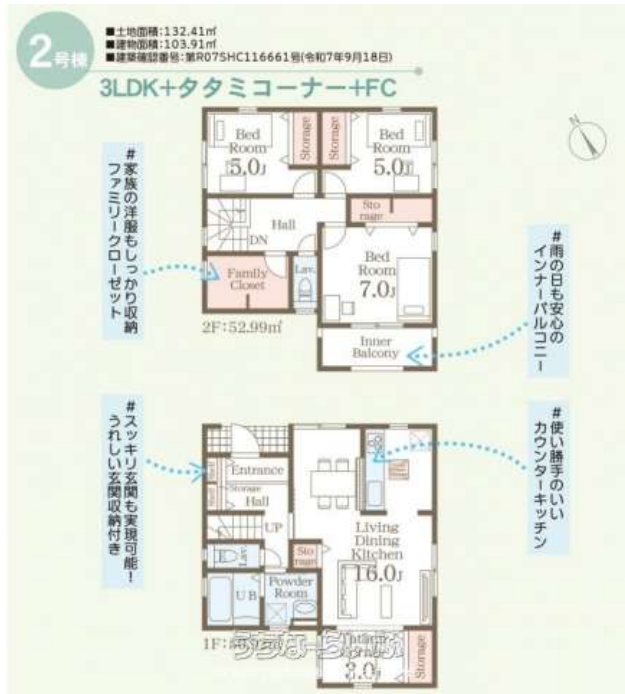 2号棟
■土地面積:132.41㎡
■建物面積:103.91㎡
■建築確認番号:第R07SHC116661号(令和7年9月18日)
3LDK+タタミコーナー+FC
Bed
Room
5.0J
Storage
Storage
Bed
Room
5.0J
Hall
DN
Sto
rage
Family
Closet
Lav.
Bed
Room
7.0J
2F:52.99㎡
Inner
Balcony
#家族の洋服もしっかり収納
ファミリークローゼット
#雨の日も安心の
インナーバルコニー
#スッキリ玄関も実現可能!
うれしい玄関収納付き
#使い勝手のいい
カウンターキッチン
Entrance
Storage
Hall
UP
Lav.
Sto
rage
Living
Dining
Kitchen
16.0J
UB
Powder
Room
1F:
3.0J
Storage